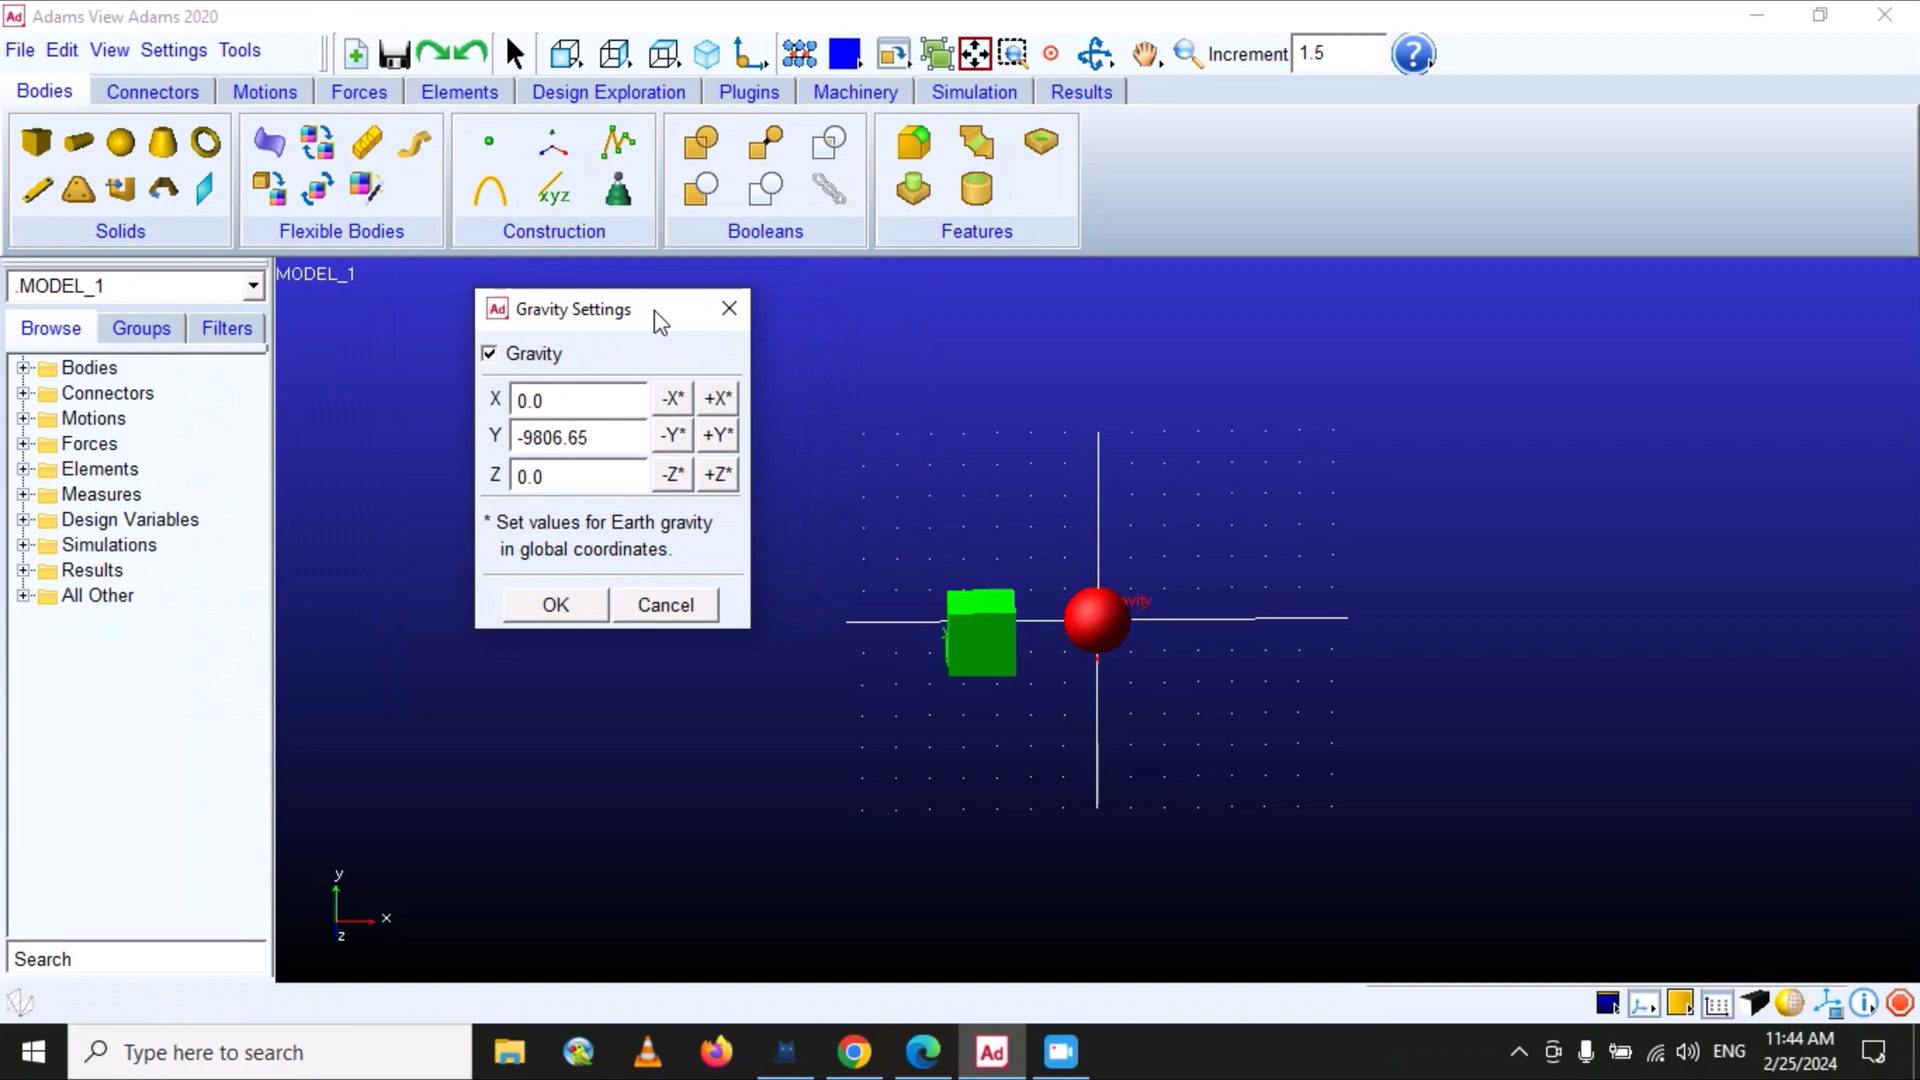 Ad Adams View Adams 2020
File Edit View Settings Tools
Increment 1.5
Bodies Connectors Motions Forces Elements Design Exploration Plugins Machinery Simulation Results
xyz
Solids Flexible Bodies Construction Booleans Features
.MODEL_1
Browse Groups Filters
Bodies
Connectors
Motions
Forces
Elements
Measures
Design Variables
Simulations
Results
All Other
Search
MODEL_1
Ad Gravity Settings
Gravity
X 0.0 -X* +X*
Y -9806.65 -Y* +Y*
Z 0.0 -Z* +Z*
* Set values for Earth gravity
in global coordinates.
OK Cancel
y
x
z
Type here to search
Ad
ENG
11:44 AM
2/25/2024